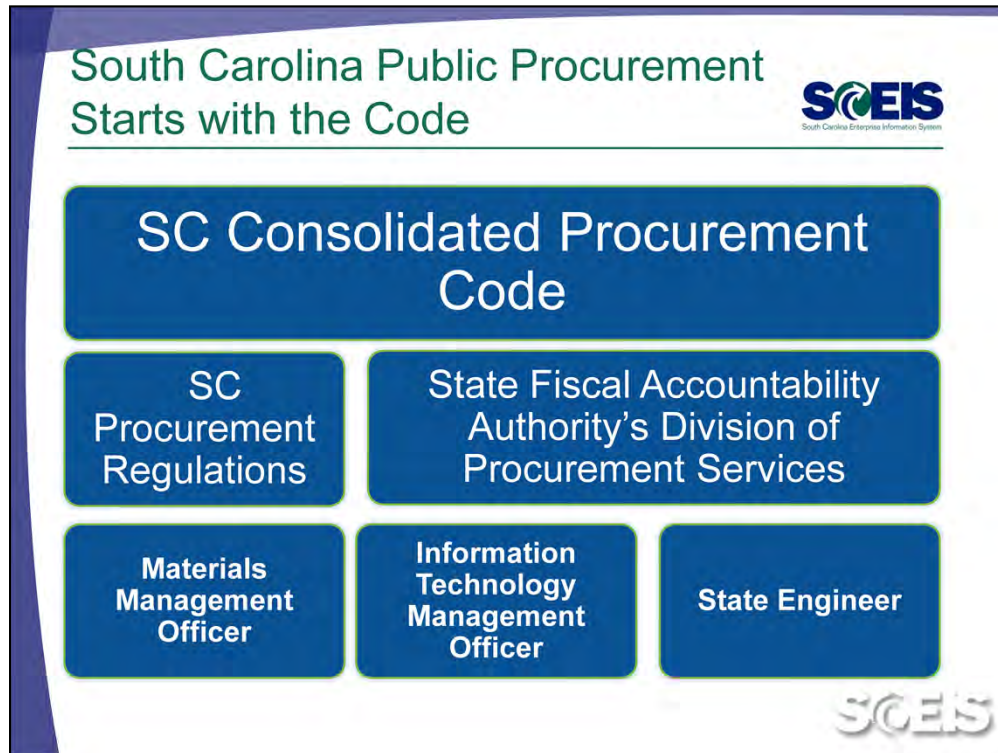 South Carolina Public Procurement
Starts with the Code
SCEIS
South Carolina Enterprise Information System
SC Consolidated Procurement
Code
SC
Procurement
Regulations
State Fiscal Accountability
Authority’s Division of
Procurement Services
Materials
Management
Officer
Information
Technology
Management
Officer
State Engineer
SCEIS